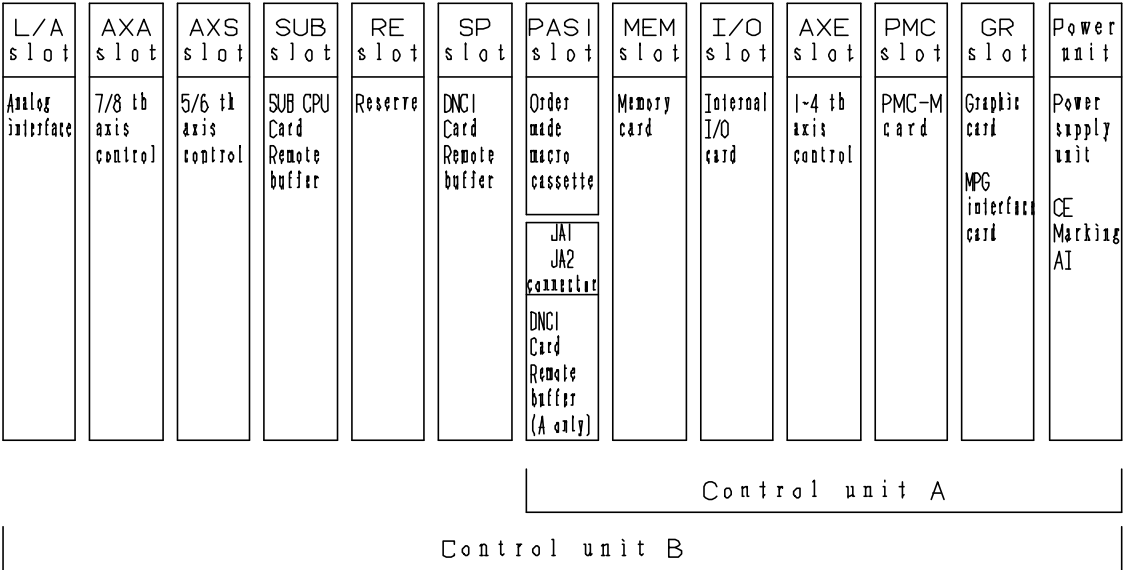 L/A
slot
Analog
interface
AXA
slot
7/8 th
axis
control
AXS
slot
5/6 th
axis
control
SUB
slot
SUB CPU
Card
Remote
buffer
RE
slot
Reserve
SP
slot
DNC1
Card
Remote
buffer
PAS1
slot
Order
made
macro
cassette
JA1
JA2
connector
DNC1
Card
Remote
buffer
(A only)
MEM
slot
Memory
card
I/O
slot
Internal
I/O
card
AXE
slot
1~4 th
axis
control
PMC
slot
PMC-M
card
GR
slot
Graphic
card
MPG
interface
card
Power
unit
Power
supply
unit
CE
Marking
AI
Control unit A
Control unit B